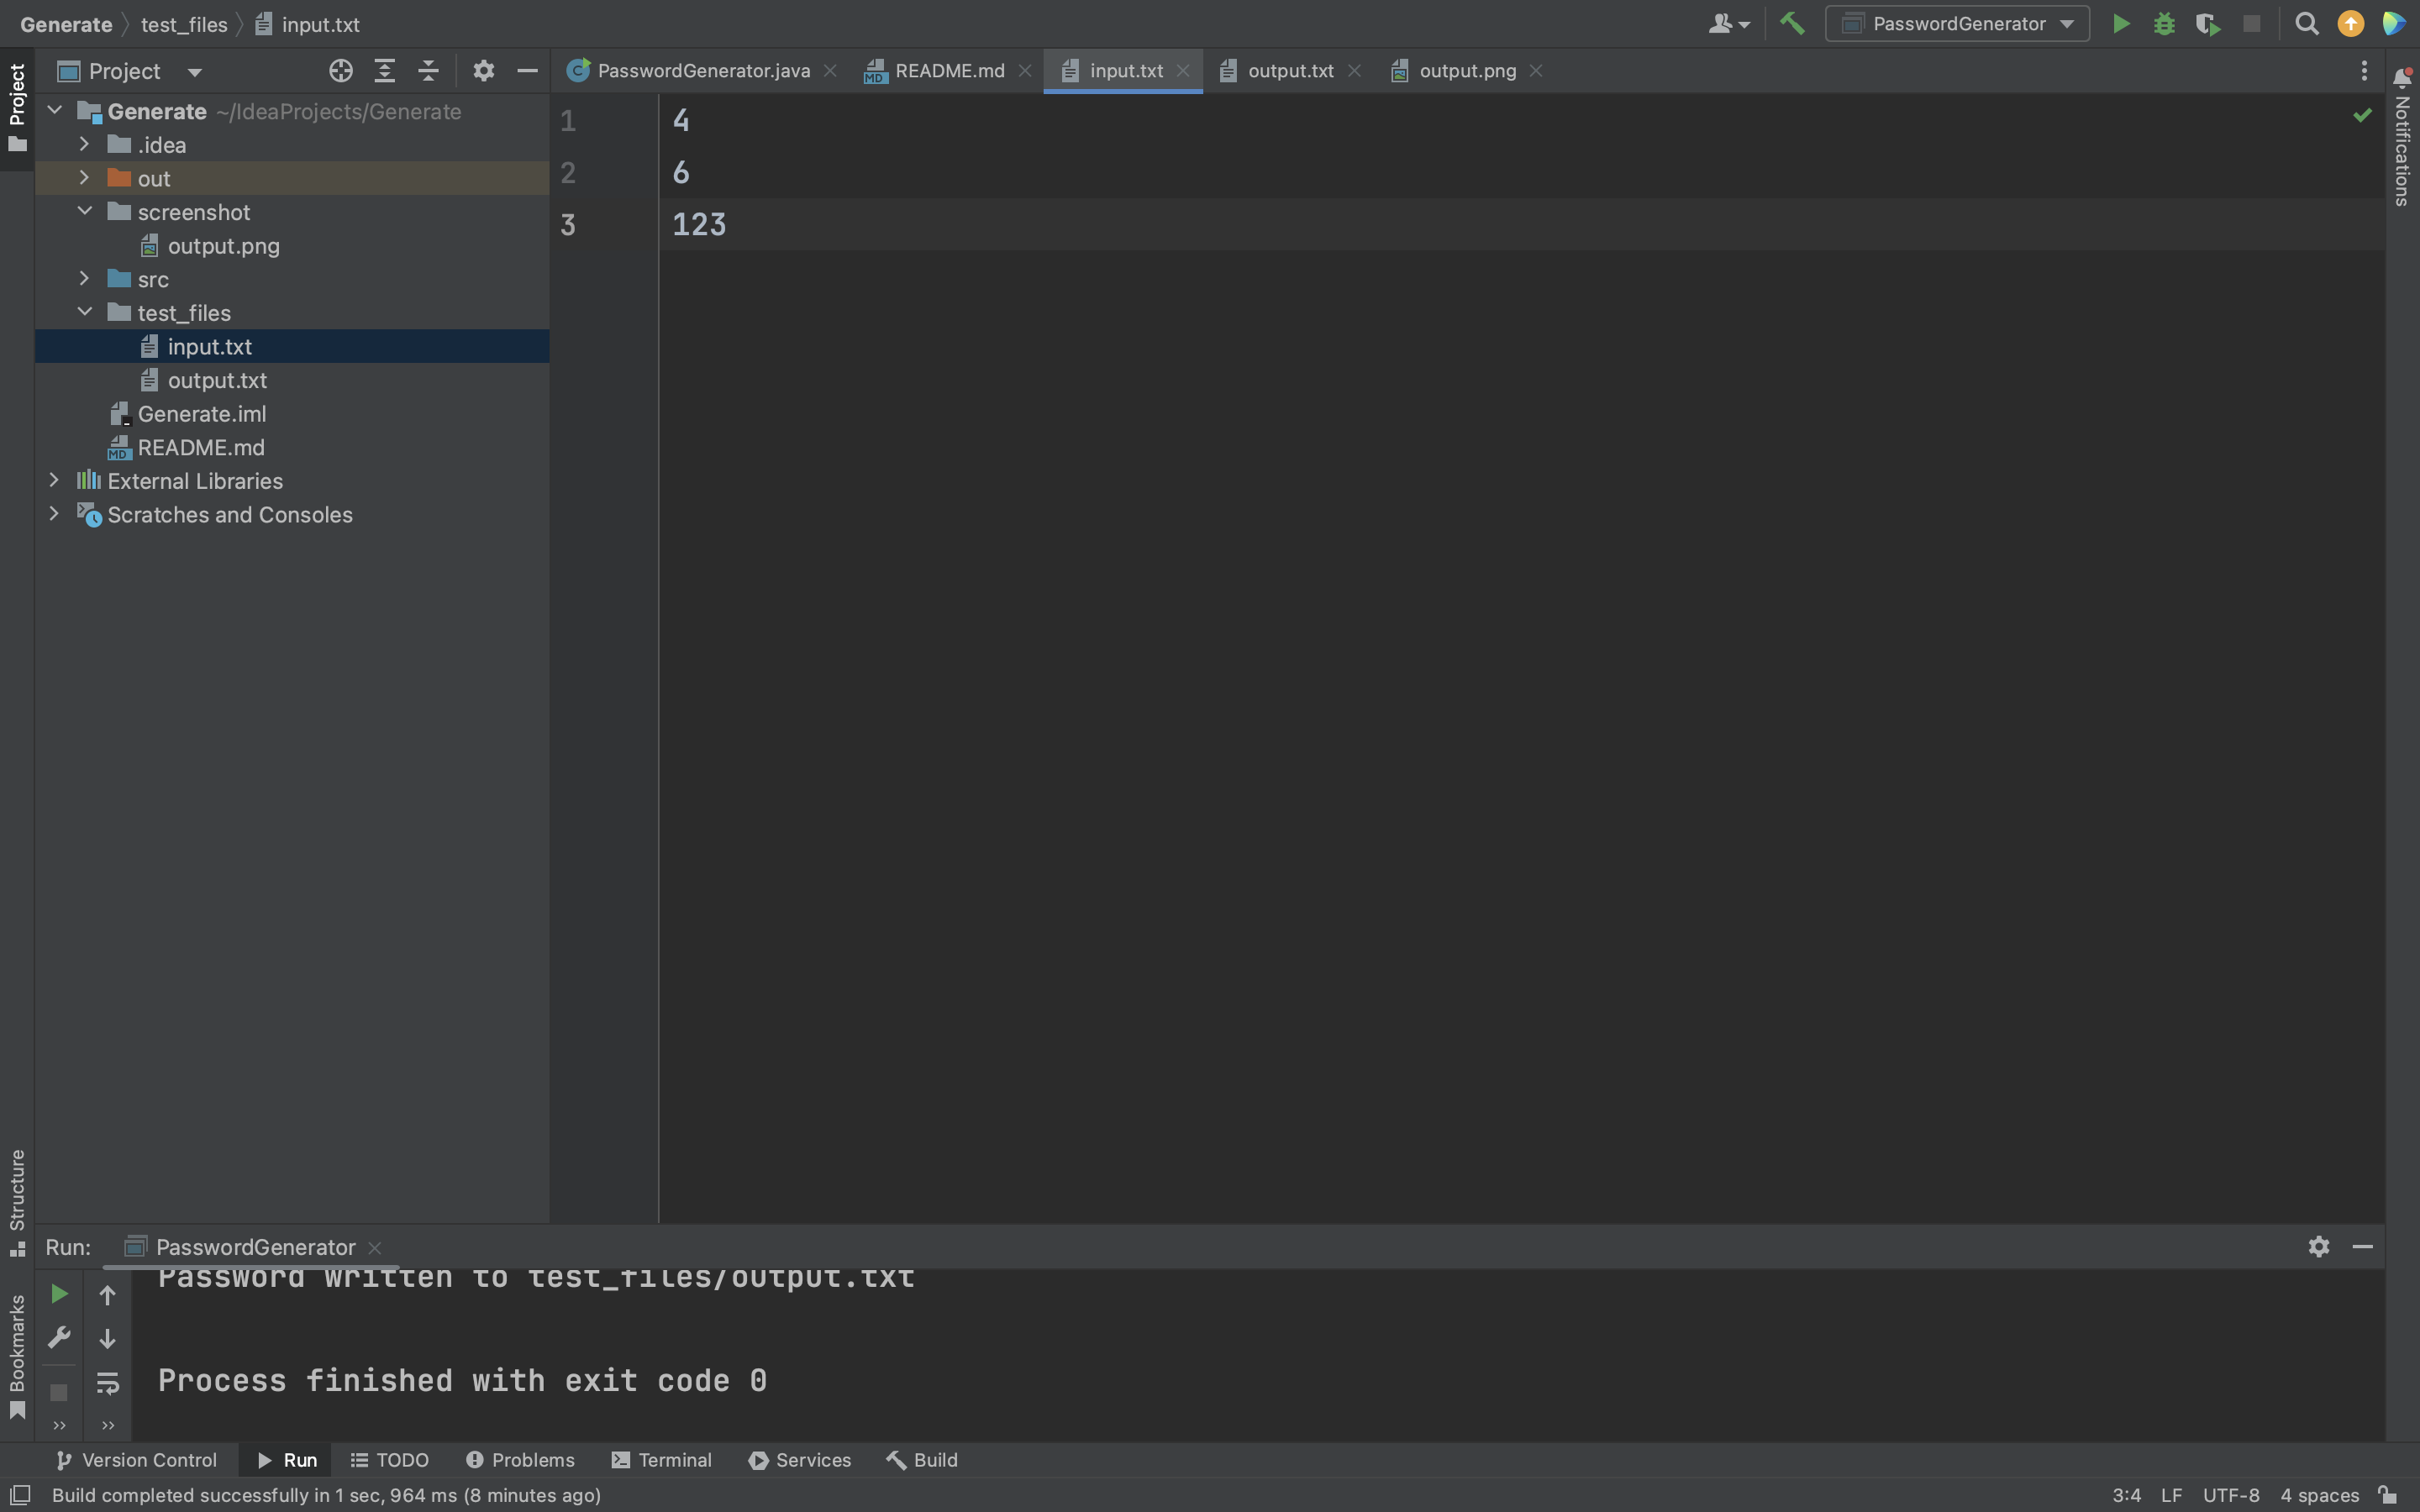 Generate test_files input.txt
PasswordGenerator
Project
Project
PasswordGenerator.java
MD README.md
input.txt
output.txt
output.png
Notifications
Generate ~/IdeaProjects/Generate
.idea
out
screenshot
output.png
src
test_files
input.txt
output.txt
Generate.iml
MD README.md
External Libraries
Scratches and Consoles
1 4
2 6
3 123
Structure
Bookmarks
Run: PasswordGenerator
Password written to test_files/output.txt
Process finished with exit code 0
Version Control Run TODO Problems Terminal Services Build
Build completed successfully in 1 sec, 964 ms (8 minutes ago)
3:4 LF UTF-8 4 spaces